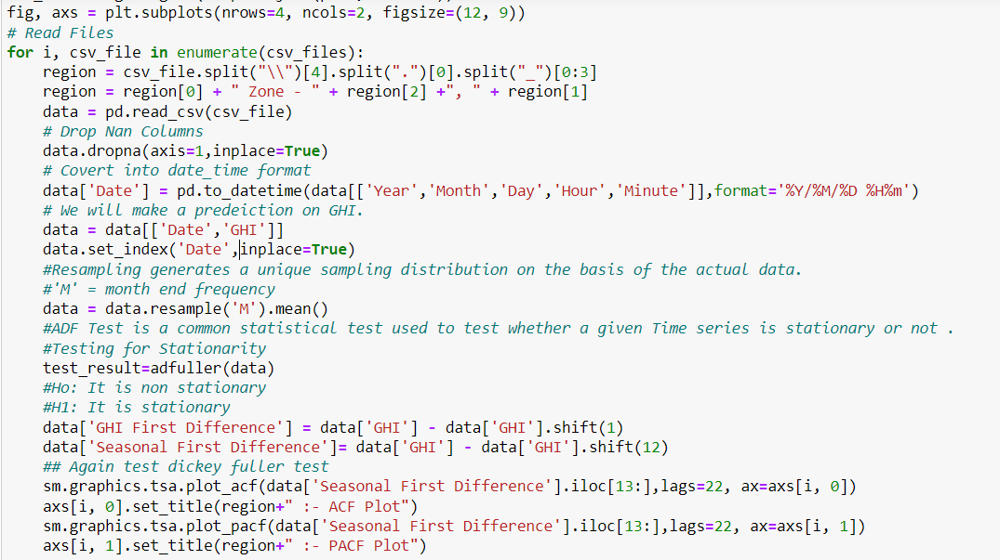 fig, axs = plt.subplots(nrows=4, ncols=2, figsize=(12, 9))
# Read Files
for i, csv_file in enumerate(csv_files):
    region = csv_file.split("\\")[4].split(".")[0].split("_")[0:3]
    region = region[0] + " Zone - " + region[2] +", " + region[1]
    data = pd.read_csv(csv_file)
    # Drop Nan Columns
    data.dropna(axis=1,inplace=True)
    # Covert into date_time format
    data['Date'] = pd.to_datetime(data[['Year','Month','Day','Hour','Minute']],format='%Y/%M/%D %H%m')
    # We will make a predeiction on GHI.
    data = data[['Date','GHI']]
    data.set_index('Date',inplace=True)
    #Resampling generates a unique sampling distribution on the basis of the actual data.
    #'M' = month end frequency
    data = data.resample('M').mean()
    #ADF Test is a common statistical test used to test whether a given Time series is stationary or not .
    #Testing for Stationarity
    test_result=adfuller(data)
    #Ho: It is non stationary
    #H1: It is stationary
    data['GHI First Difference'] = data['GHI'] - data['GHI'].shift(1)
    data['Seasonal First Difference']= data['GHI'] - data['GHI'].shift(12)
    ## Again test dickey fuller test
    sm.graphics.tsa.plot_acf(data['Seasonal First Difference'].iloc[13:],lags=22, ax=axs[i, 0])
    axs[i, 0].set_title(region+" :- ACF Plot")
    sm.graphics.tsa.plot_pacf(data['Seasonal First Difference'].iloc[13:],lags=22, ax=axs[i, 1])
    axs[i, 1].set_title(region+" :- PACF Plot")